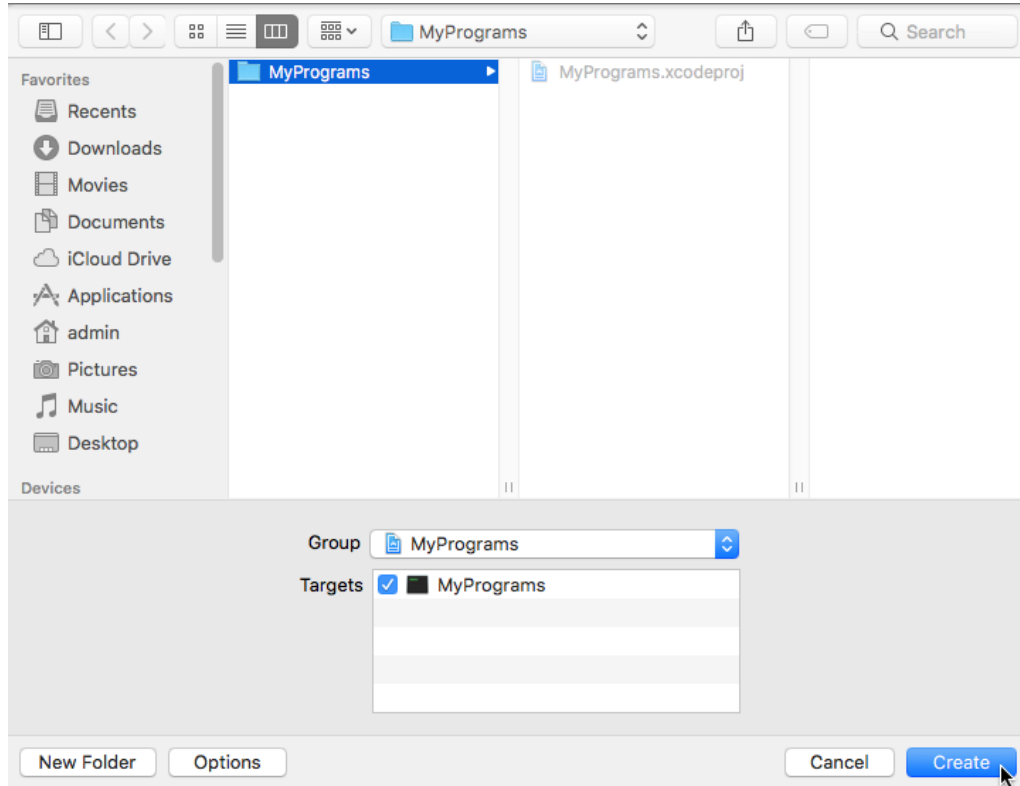 MyPrograms
Search
Favorites
Recents
Downloads
Movies
Documents
iCloud Drive
Applications
admin
Pictures
Music
Desktop
Devices
MyPrograms
MyPrograms.xcodeproj
Group MyPrograms
Targets MyPrograms
New Folder Options Cancel Create